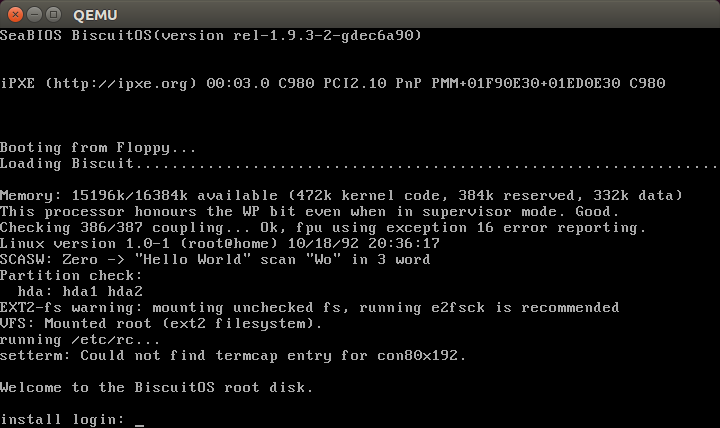 QEMU
SeaBIOS BiscuitOS(version rel-1.9.3-2-gdec6a90)
iPXE (http://ipxe.org) 00:03.0 C980 PCI2.10 PnP PMM+01F90E30+01ED0E30 C980
Booting from Floppy...
Loading Biscuit.........................................................................
Memory: 15196k/16384k available (472k kernel code, 384k reserved, 332k data)
This processor honours the WP bit even when in supervisor mode. Good.
Checking 386/387 coupling... Ok, fpu using exception 16 error reporting.
Linux version 1.0-1 (root@home) 10/18/92 20:36:17
SCASW: Zero -> "Hello World" scan "Wo" in 3 word
Partition check:
hda: hda1 hda2
EXT2-fs warning: mounting unchecked fs, running e2fsck is recommended
VFS: Mounted root (ext2 filesystem).
running /etc/rc...
setterm: Could not find termcap entry for con80x192.
Welcome to the BiscuitOS root disk.
install login: _